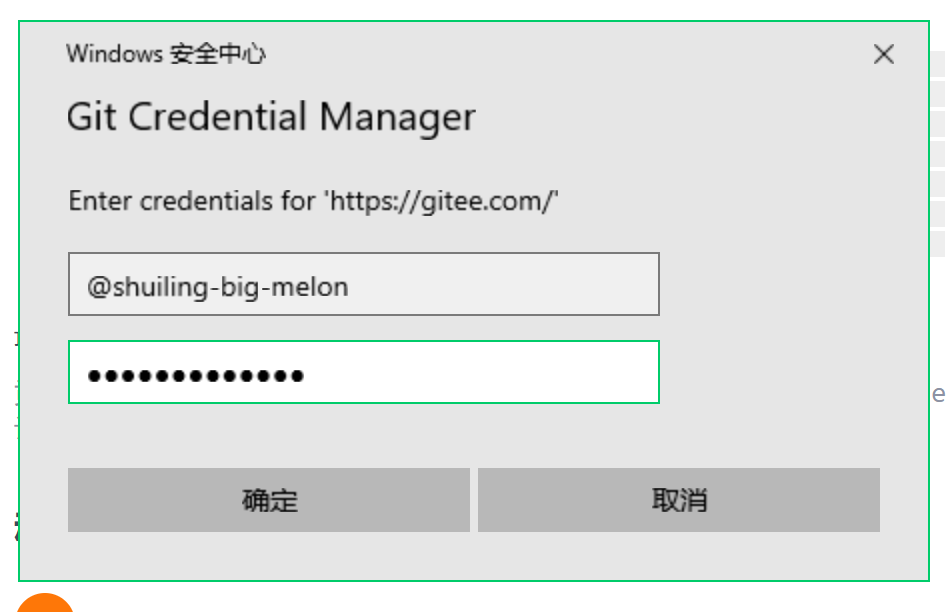 Windows 安全中心
Git Credential Manager
Enter credentials for 'https://gitee.com/'
@shuiling-big-melon
●●●●●●●●●●●●●
确定
取消
e